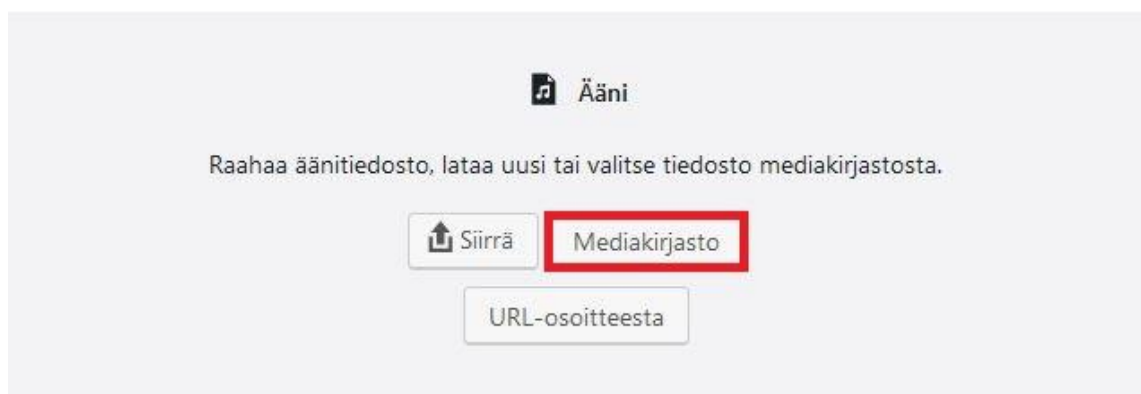 Ääni
Raahaa äänitiedosto, lataa uusi tai valitse tiedosto mediakirjastosta.
Siirrä Mediakirjasto
URL-osoitteesta